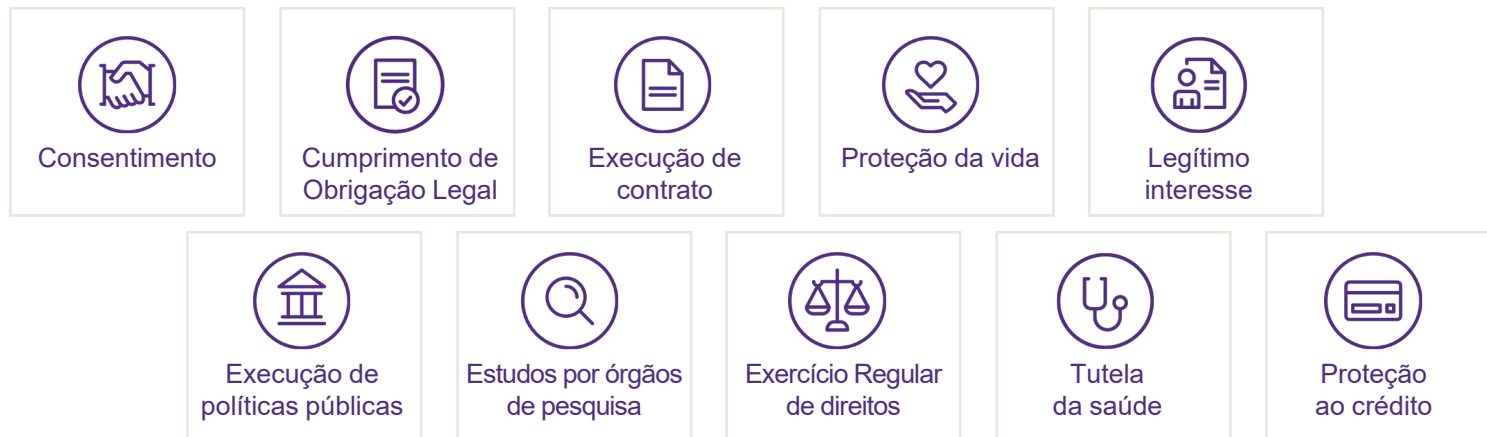 Consentimento
Cumprimento de
Obrigação Legal
Execução de
contrato
Proteção da vida
Legítimo
interesse
Execução de
políticas públicas
Estudos por órgãos
de pesquisa
Exercício Regular
de direitos
Tutela
da saúde
Proteção
ao crédito